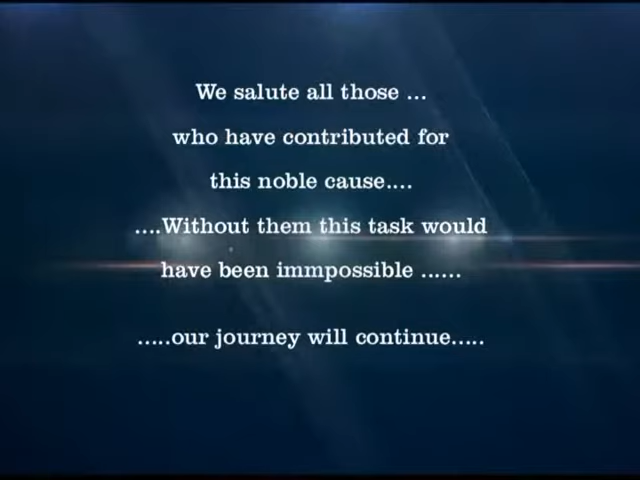 We salute all those ...
who have contributed for
this noble cause....
....Without them this task would
have been immpossible ......
.....our journey will continue.....